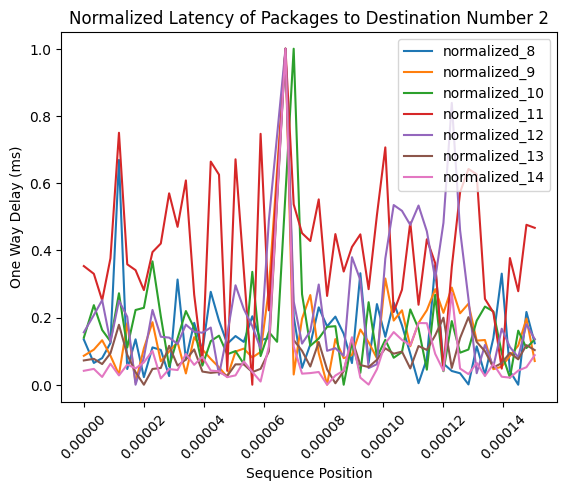 Normalized Latency of Packages to Destination Number 2
One Way Delay (ms)
1.0
0.8
0.6
0.4
0.2
0.0
normalized_8
normalized_9
normalized_10
normalized_11
normalized_12
normalized_13
normalized_14
0.00000
0.00002
0.00004
0.00006
0.00008
0.00010
0.00012
0.00014
Sequence Position